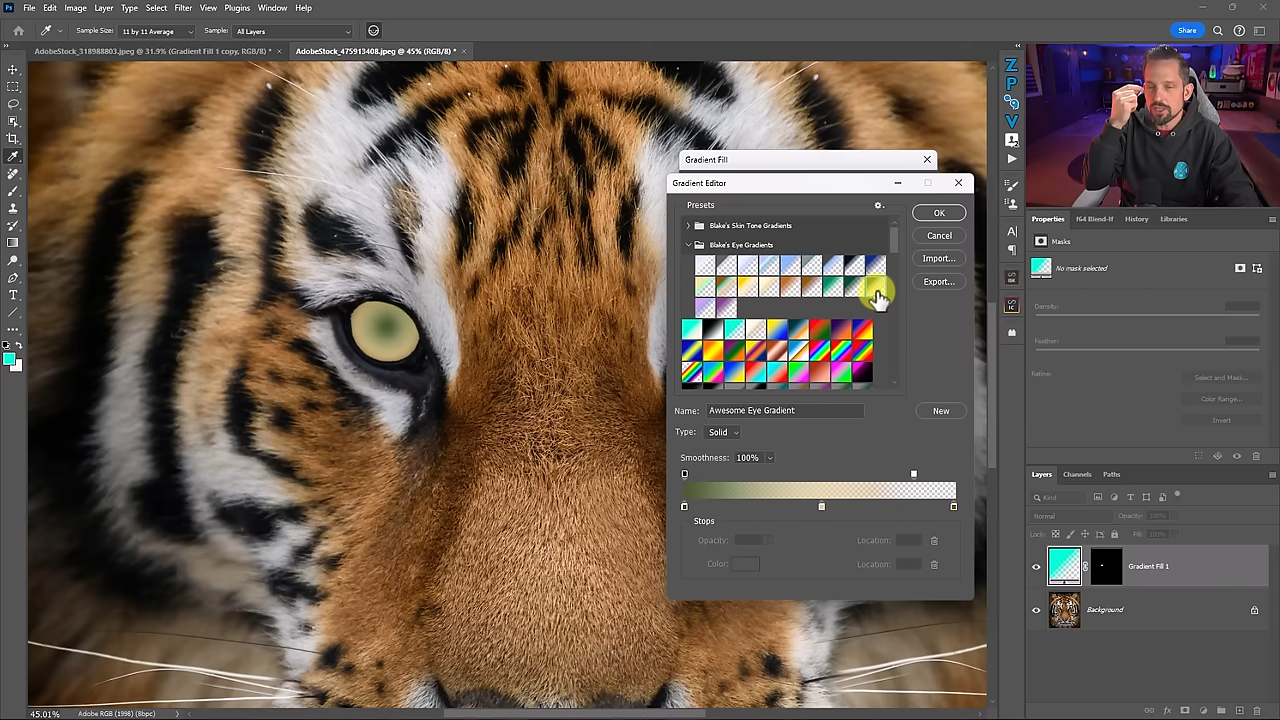 Ps File Edit Image Layer Type Select Filter View Plugins Window Help
Sample Size: 11 by 11 Average Sample: All Layers Share
AdobeStock_318988803.jpeg @ 31.9% (Gradient Fill 1 copy, RGB/8) * × AdobeStock_475913408.jpeg @ 45% (RGB/8) * ×
Gradient Fill
Gradient Editor
Presets
OK
Blake's Skin Tone Gradients
Cancel
Blake's Eye Gradients
Import...
Export...
Name: Awesome Eye Gradient New
Type: Solid
Smoothness: 100%
Stops
Opacity: Location:
Color: Location:
Z
P
V
Properties f64 Blend-If History Libraries
Masks
No mask selected
Density:
Feather:
Refine: Select and Mask...
Color Range...
Invert
Layers Channels Paths
Kind
Normal Opacity: 100%
Lock: Fill: 100%
Gradient Fill 1
Background
45.01% Adobe RGB (1998) (8bpc)